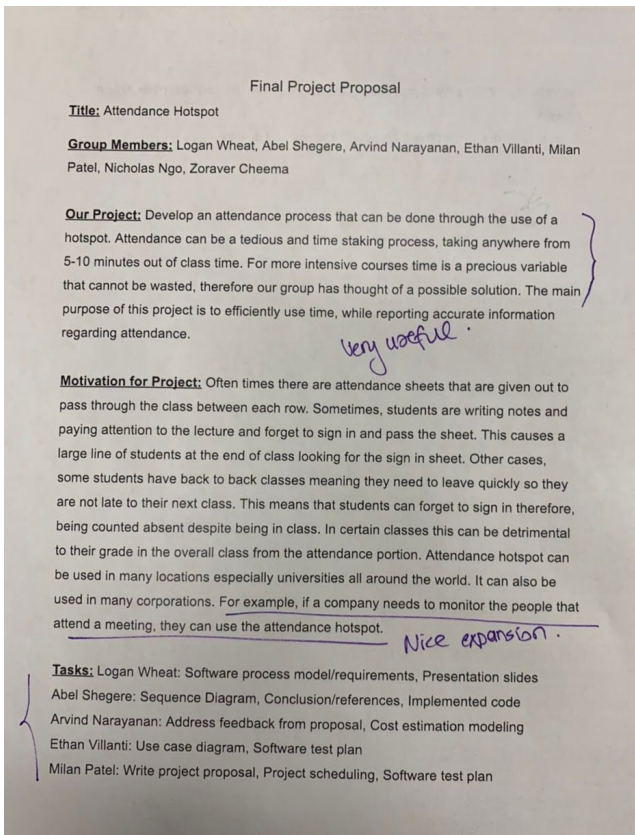 Final Project Proposal
Title: Attendance Hotspot
Group Members: Logan Wheat, Abel Shegere, Arvind Narayanan, Ethan Villanti, Milan
Patel, Nicholas Ngo, Zoraver Cheema
Our Project: Develop an attendance process that can be done through the use of a
hotspot. Attendance can be a tedious and time staking process, taking anywhere from
5-10 minutes out of class time. For more intensive courses time is a precious variable
that cannot be wasted, therefore our group has thought of a possible solution. The main
purpose of this project is to efficiently use time, while reporting accurate information
regarding attendance.
very useful.
Motivation for Project: Often times there are attendance sheets that are given out to
pass through the class between each row. Sometimes, students are writing notes and
paying attention to the lecture and forget to sign in and pass the sheet. This causes a
large line of students at the end of class looking for the sign in sheet. Other cases,
some students have back to back classes meaning they need to leave quickly so they
are not late to their next class. This means that students can forget to sign in therefore,
being counted absent despite being in class. In certain classes this can be detrimental
to their grade in the overall class from the attendance portion. Attendance hotspot can
be used in many locations especially universities all around the world. It can also be
used in many corporations. For example, if a company needs to monitor the people that
attend a meeting, they can use the attendance hotspot.
Nice expansion.
Tasks: Logan Wheat: Software process model/requirements, Presentation slides
Abel Shegere: Sequence Diagram, Conclusion/references, Implemented code
Arvind Narayanan: Address feedback from proposal, Cost estimation modeling
Ethan Villanti: Use case diagram, Software test plan
Milan Patel: Write project proposal, Project scheduling, Software test plan